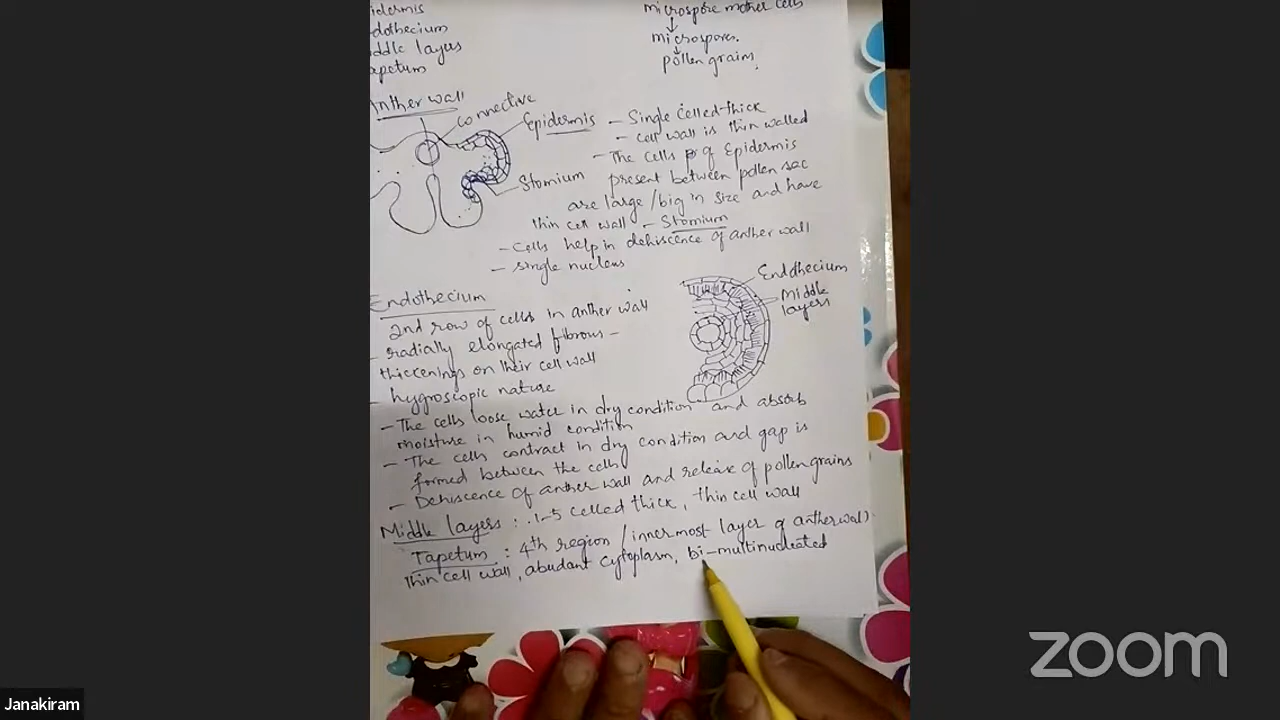 idermis
ndothecium
iddle layers
apetum
microspore mother cells
microspores.
pollen grains.
Anther wall
connective
Epidermis
Stomium
- Single celled thick
- cell wall is thin walled
- The cells of Epidermis
present between pollen sac
are large/big in size and have
thin cell wall - Stomium
- cells help in dehiscence of anther wall
- single nucleus
Endothecium
Middle
layers
Endothecium
2nd row of cells in anther wall
- radially elongated fibrous -
thickenings on their cell wall
- hygroscopic nature
- The cells loose water in dry condition and absorb
moisture in humid condition
- The cells contract in dry condition and gap is
formed between the cells
- Dehiscence of anther wall and release of pollen grains
Middle layers : 1-5 celled thick, thin cell wall
Tapetum : 4th region / innermost layer of anther wall
thin cell wall, abudant cytoplasm, bi-multinucleated
zoom
Janakiram